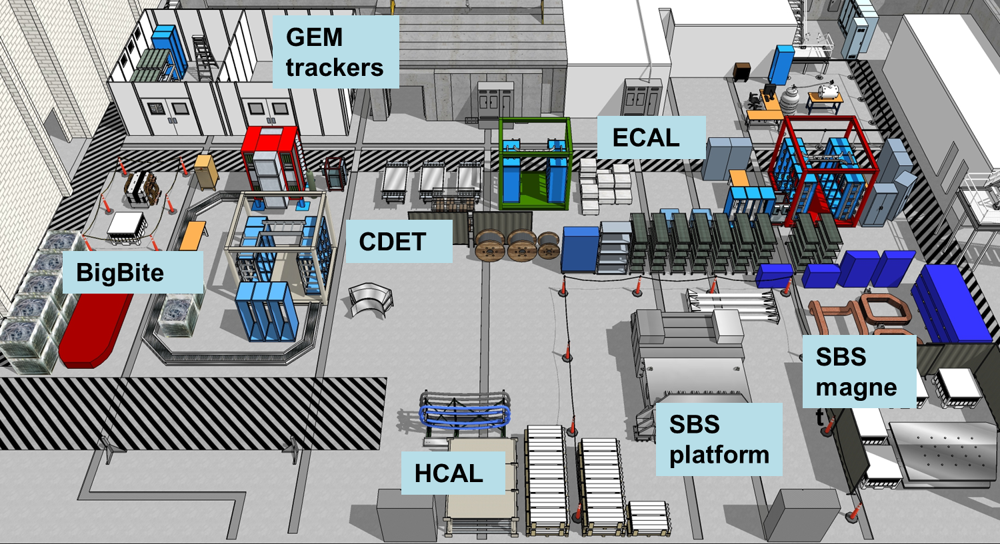 GEM
trackers
ECAL
CDET
BigBite
SBS
magne
t
SBS
platform
HCAL